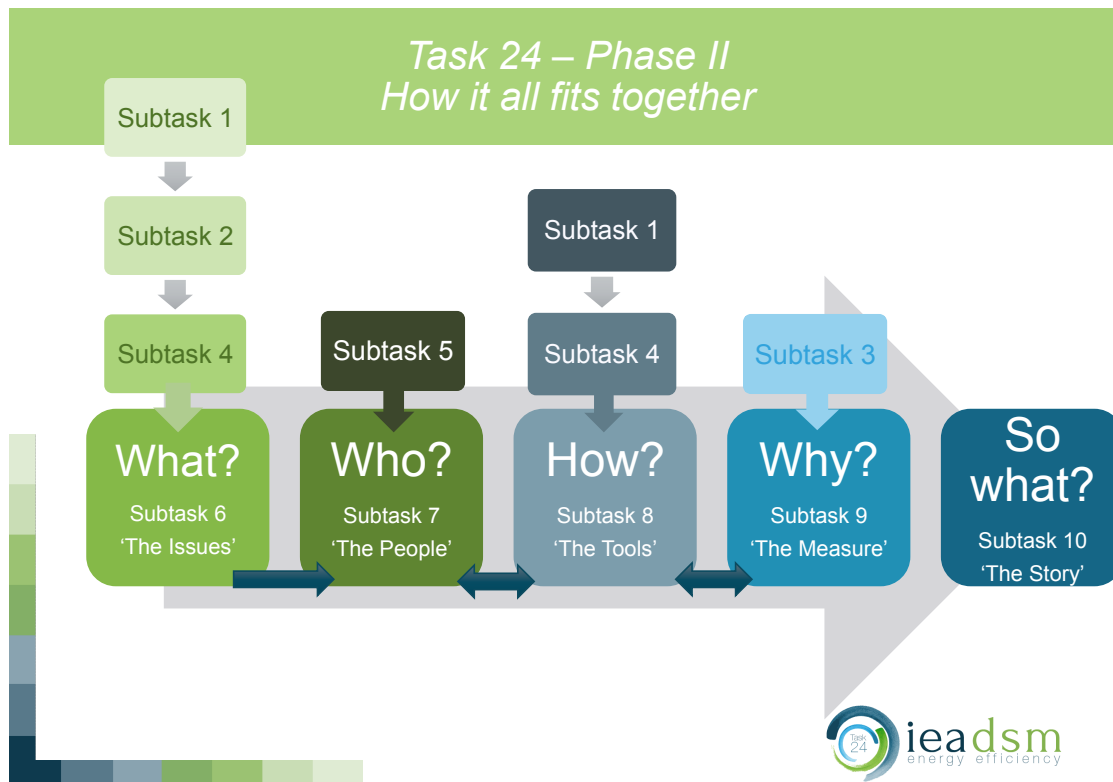 Task 24 – Phase II
How it all fits together
Subtask 1
Subtask 2
Subtask 1
Subtask 4
Subtask 5
Subtask 4
Subtask 3
What?
Subtask 6
‘The Issues’
Who?
Subtask 7
‘The People’
How?
Subtask 8
‘The Tools’
Why?
Subtask 9
‘The Measure’
So
what?
Subtask 10
‘The Story’
Task
24
ieadsm
energy efficiency